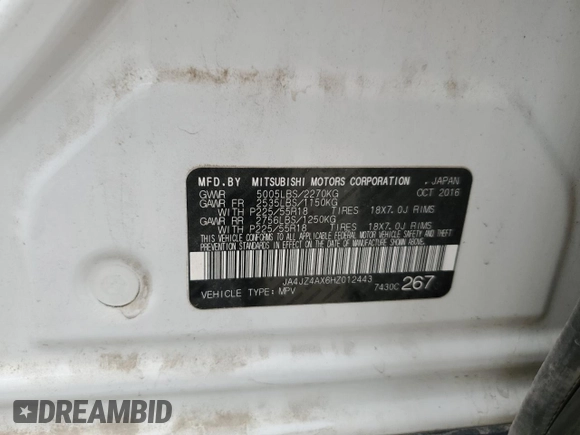 MFD.BY MITSUBISHI MOTORS CORPORATION , JAPAN
GVWR 5005LBS/2270KG OCT 2016
GAWR FR 2535LBS/1150KG
WITH P225/55R18 TIRES 18X7.0J RIMS
GAWR RR 2756LBS/1250KG
WITH P225/55R18 TIRES 18X7.0J RIMS
THIS VEHICLE CONFORMS TO ALL APPLICABLE FEDERAL
MOTOR VEHICLE SAFETY, BUMPER AND THEFT
PREVENTION STANDARDS IN EFFECT ON THE DATE OF
MANUFACTURE SHOWN ABOVE.
JA4JZ4AX6HZ012443
VEHICLE TYPE: MPV 7430C 267
DREAMBID